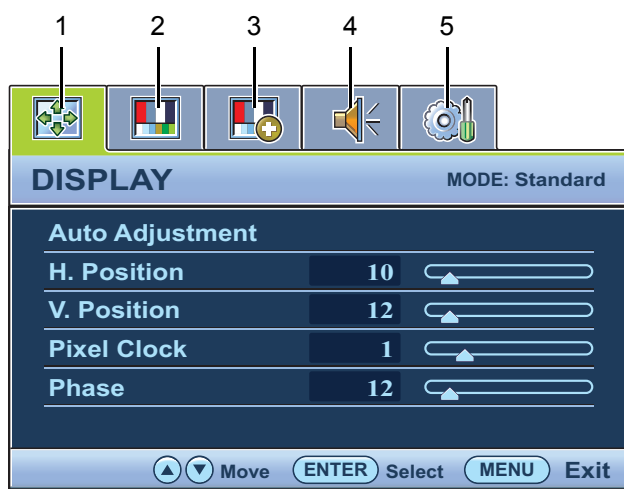 1 2 3 4 5
DISPLAY MODE: Standard
Auto Adjustment
H. Position 10
V. Position 12
Pixel Clock 1
Phase 12
Move ENTER Select MENU Exit